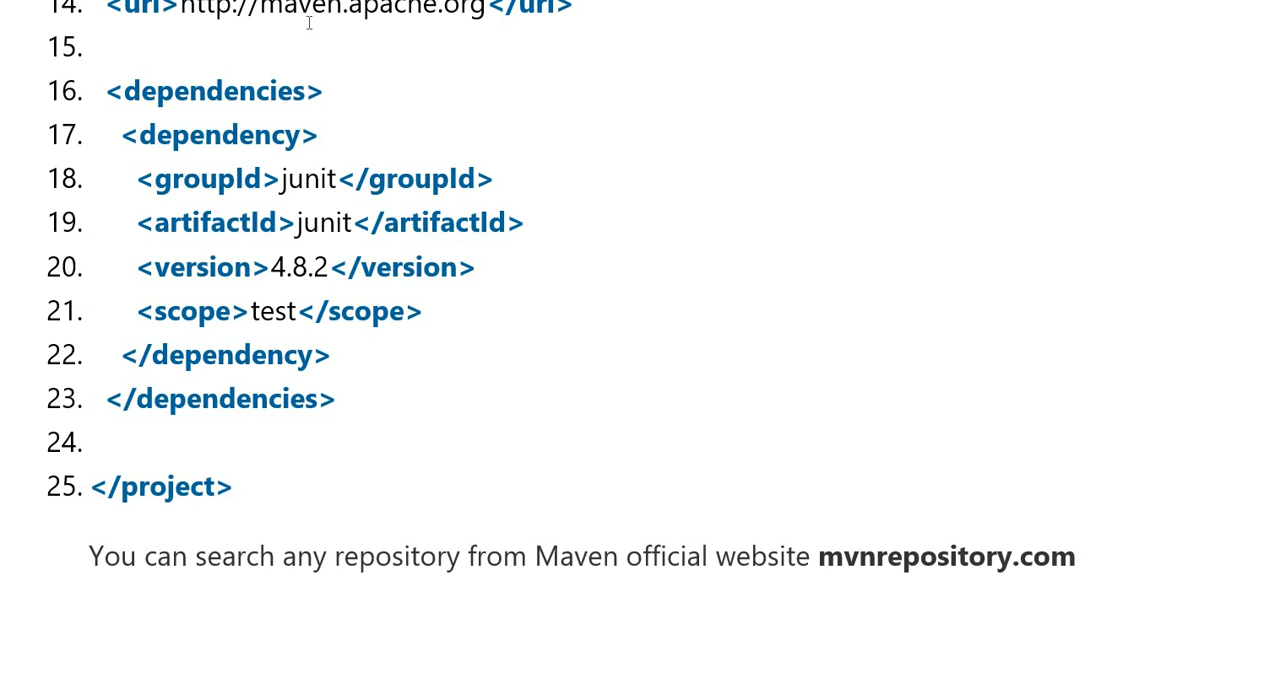 14. <url>http://maven.apache.org</url>
15.
16. <dependencies>
17. <dependency>
18. <groupId>junit</groupId>
19. <artifactId>junit</artifactId>
20. <version>4.8.2</version>
21. <scope>test</scope>
22. </dependency>
23. </dependencies>
24.
25. </project>
You can search any repository from Maven official website mvnrepository.com